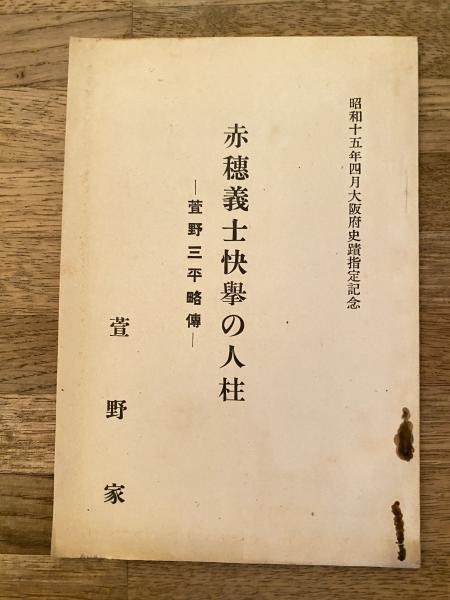 昭和十五年四月大阪府史蹟指定記念
赤穗義士快擧の人柱
―萱野三平略傳―
萱野家